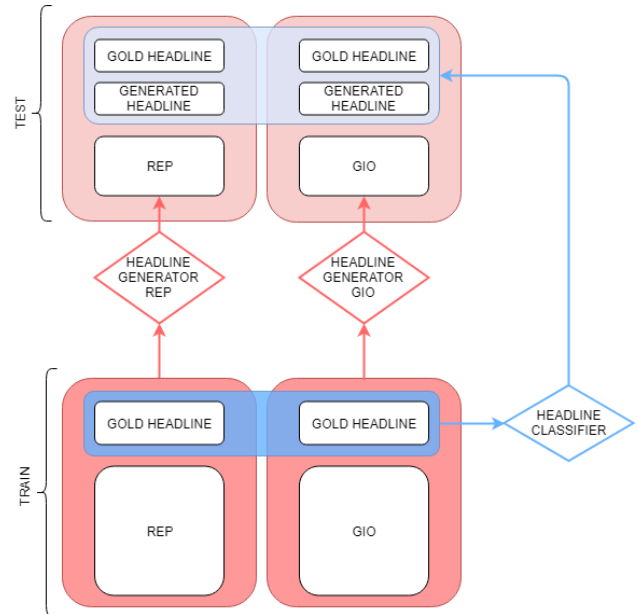 TEST
GOLD HEADLINE
GENERATED
HEADLINE
REP
GOLD HEADLINE
GENERATED
HEADLINE
GIO
HEADLINE
GENERATOR
REP
HEADLINE
GENERATOR
GIO
TRAIN
GOLD HEADLINE
REP
GOLD HEADLINE
GIO
HEADLINE
CLASSIFIER